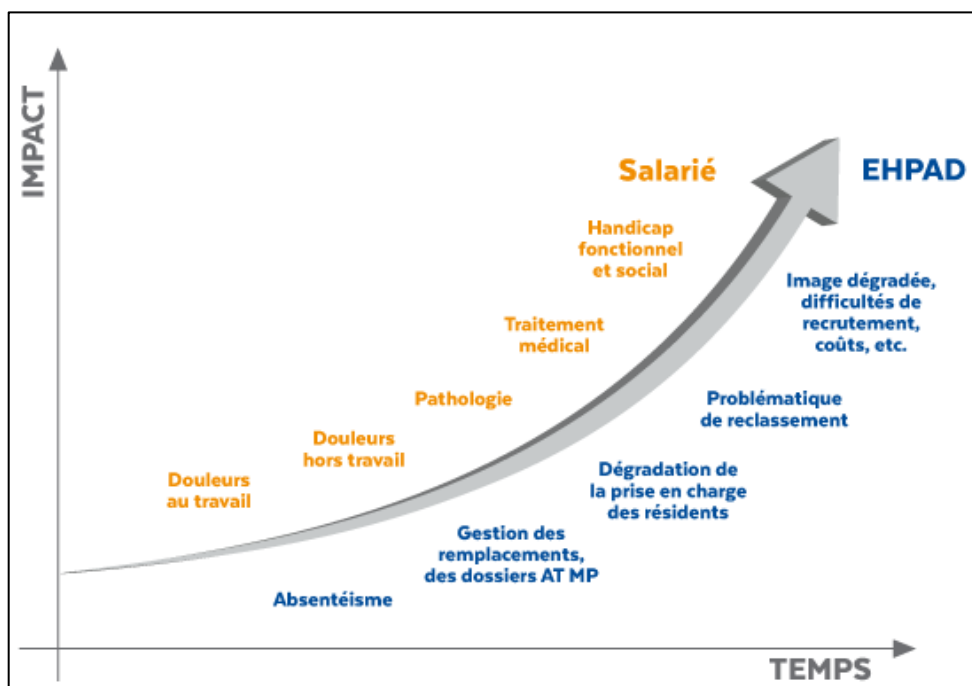 IMPACT
Salarié
EHPAD
Handicap
fonctionnel
et social
Image dégradée,
difficultés de
recrutement,
coûts, etc.
Traitement
médical
Pathologie
Problématique
de reclassement
Douleurs
hors travail
Douleurs
au travail
Dégradation de
la prise en charge
des résidents
Gestion des
remplacements,
des dossiers AT MP
Absentéisme
TEMPS